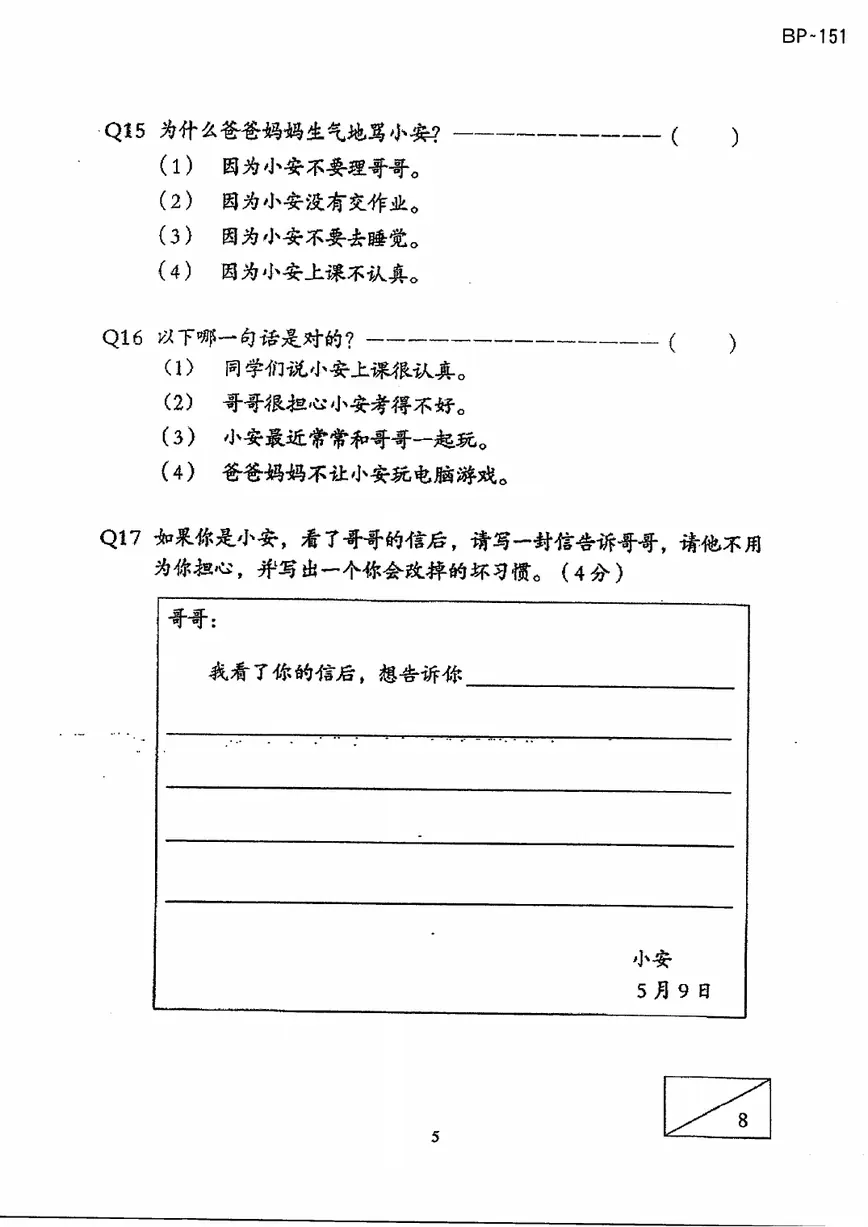 BP-151
Q15 为什么爸爸妈妈生气地骂小安? ———————————— ( )
(1) 因为小安不要理哥哥。
(2) 因为小安没有交作业。
(3) 因为小安不要去睡觉。
(4) 因为小安上课不认真。
Q16 以下哪一句话是对的? ———————————————— ( )
(1) 同学们说小安上课很认真。
(2) 哥哥很担心小安考得不好。
(3) 小安最近常常和哥哥一起玩。
(4) 爸爸妈妈不让小安玩电脑游戏。
Q17 如果你是小安，看了哥哥的信后，请写一封信告诉哥哥，请他不用
为你担心，并写出一个你会改掉的坏习惯。(4分)
哥哥：
我看了你的信后，想告诉你
小安
5月9日
8
5